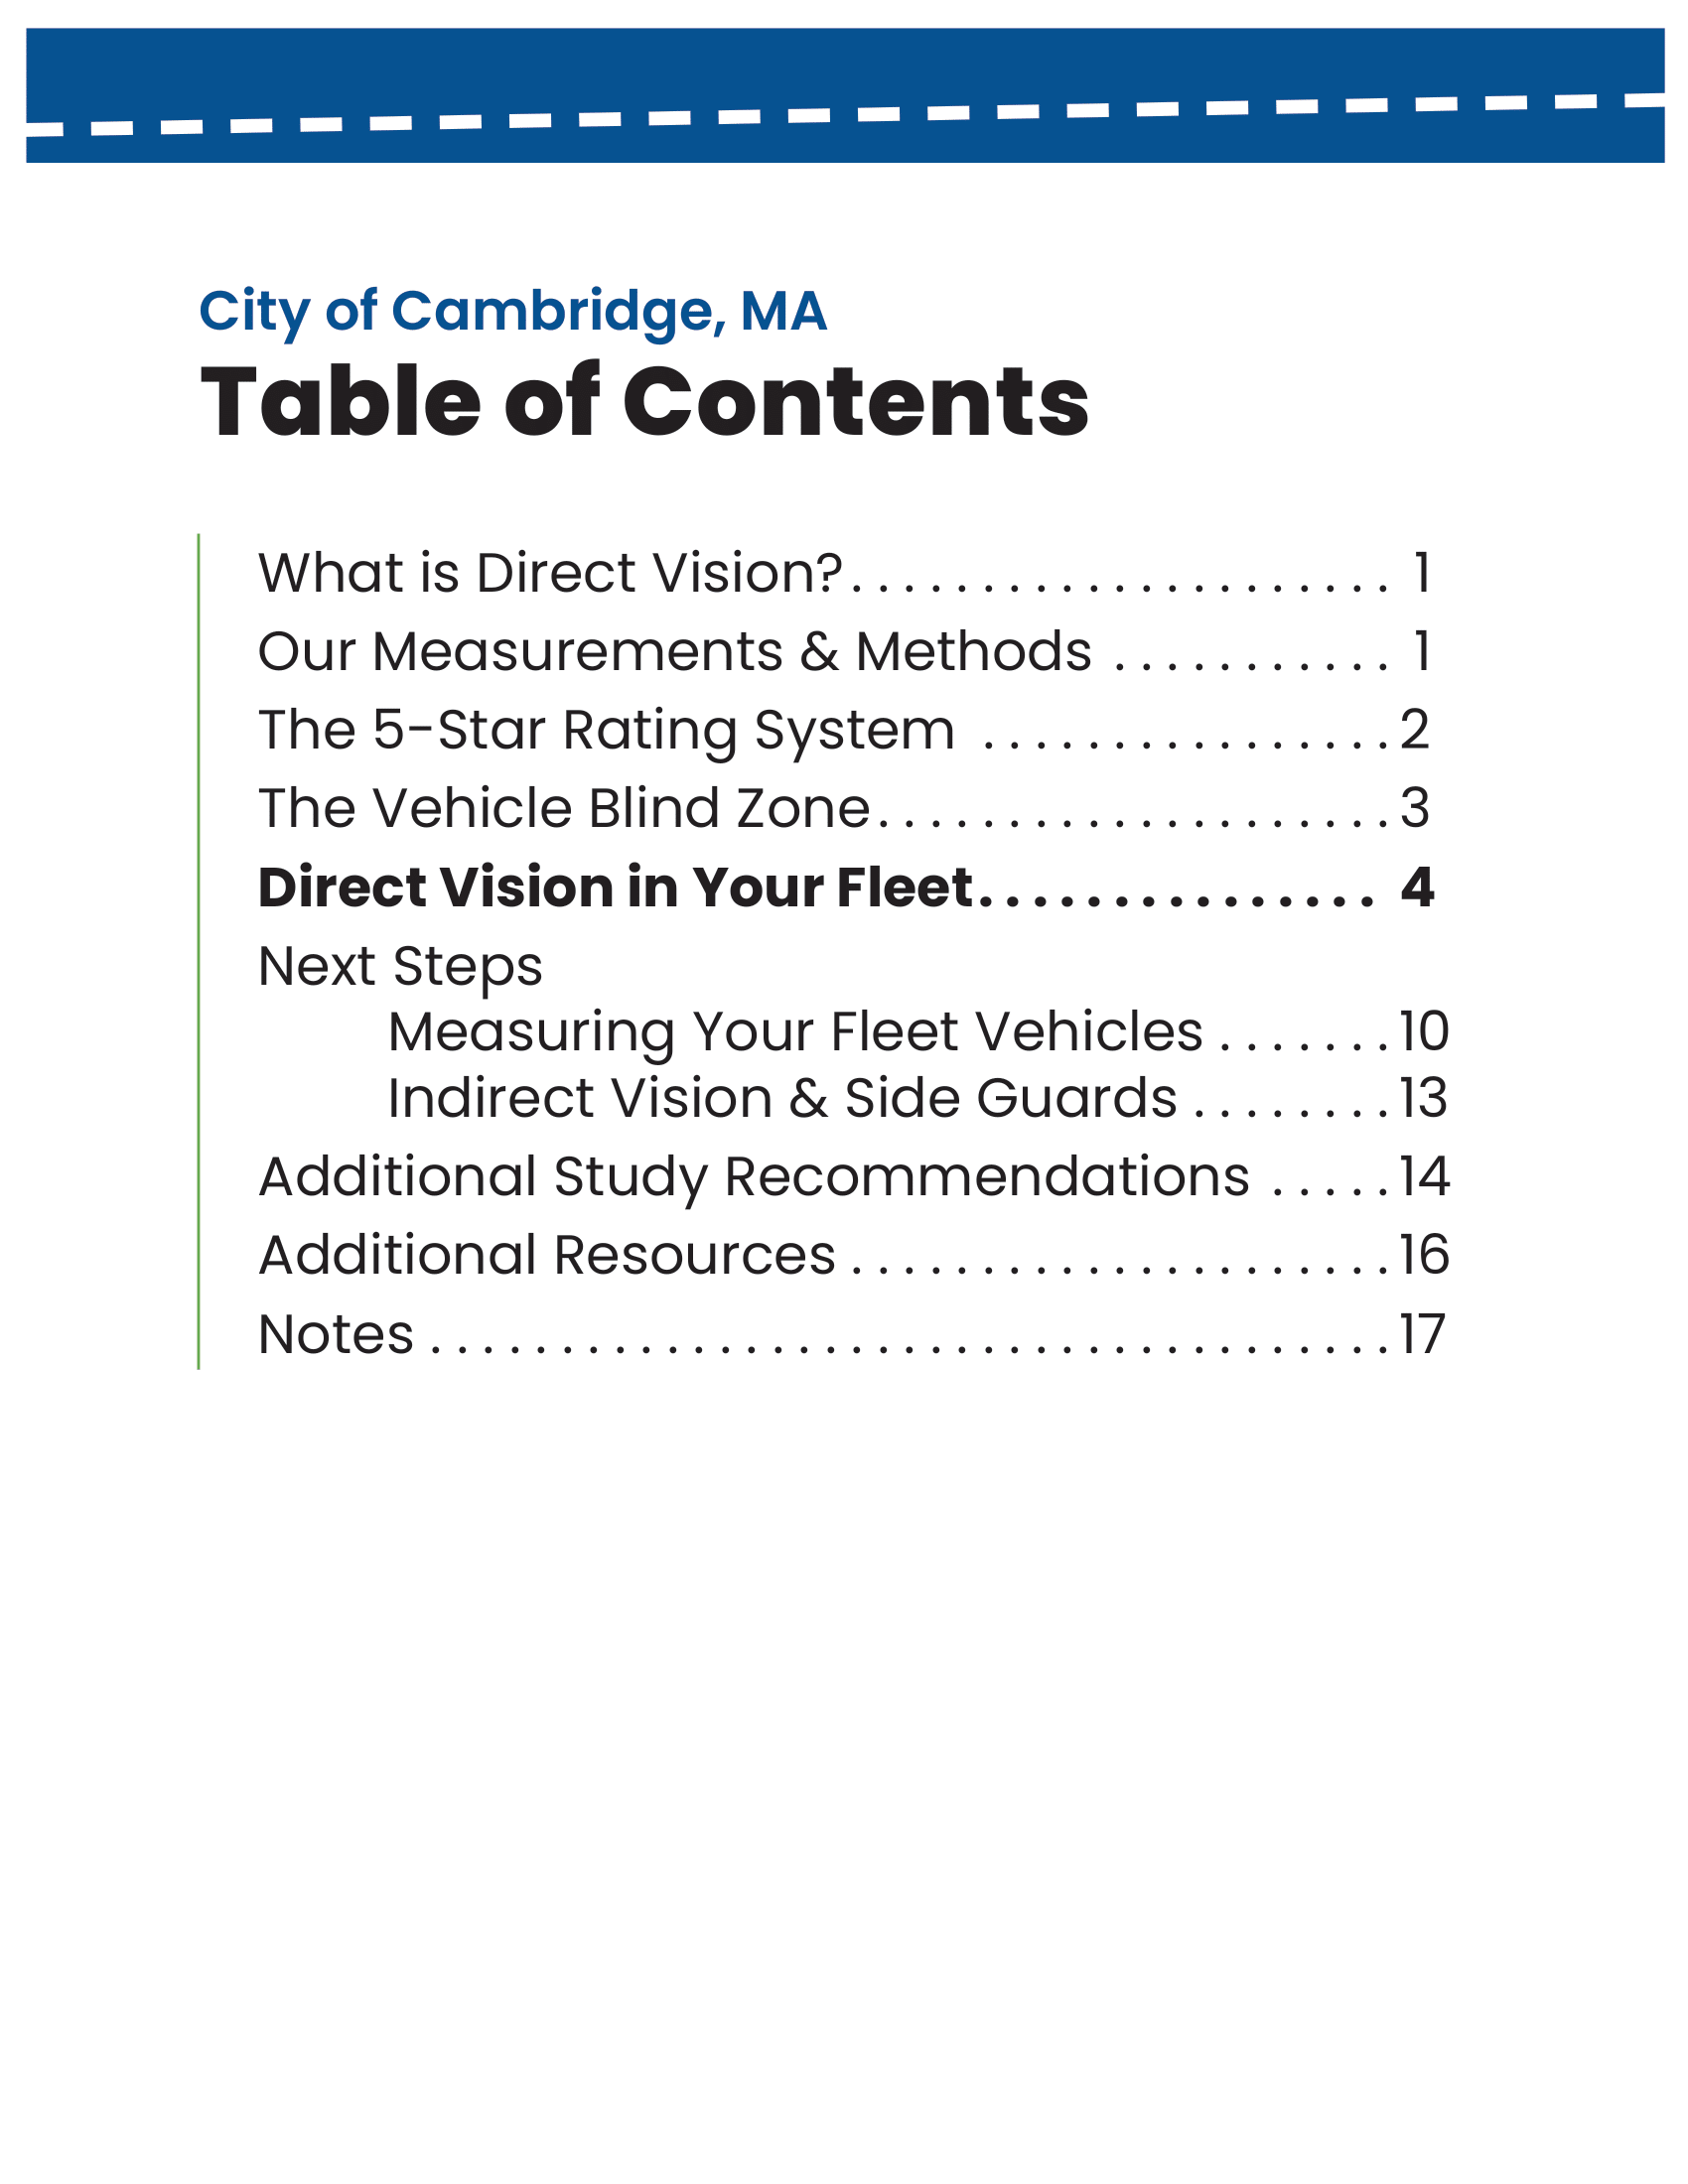 City of Cambridge, MA
Table of Contents
What is Direct Vision? . . . . . . . . . . . . . . . . . . . . . 1
Our Measurements & Methods . . . . . . . . . . . 1
The 5-Star Rating System . . . . . . . . . . . . . . . . 2
The Vehicle Blind Zone . . . . . . . . . . . . . . . . . . . . 3
Direct Vision in Your Fleet . . . . . . . . . . . . . . . 4
Next Steps
Measuring Your Fleet Vehicles . . . . . . . 10
Indirect Vision & Side Guards . . . . . . . . 13
Additional Study Recommendations . . . . . 14
Additional Resources . . . . . . . . . . . . . . . . . . . . . 16
Notes . . . . . . . . . . . . . . . . . . . . . . . . . . . . . . . . . . . . . 17